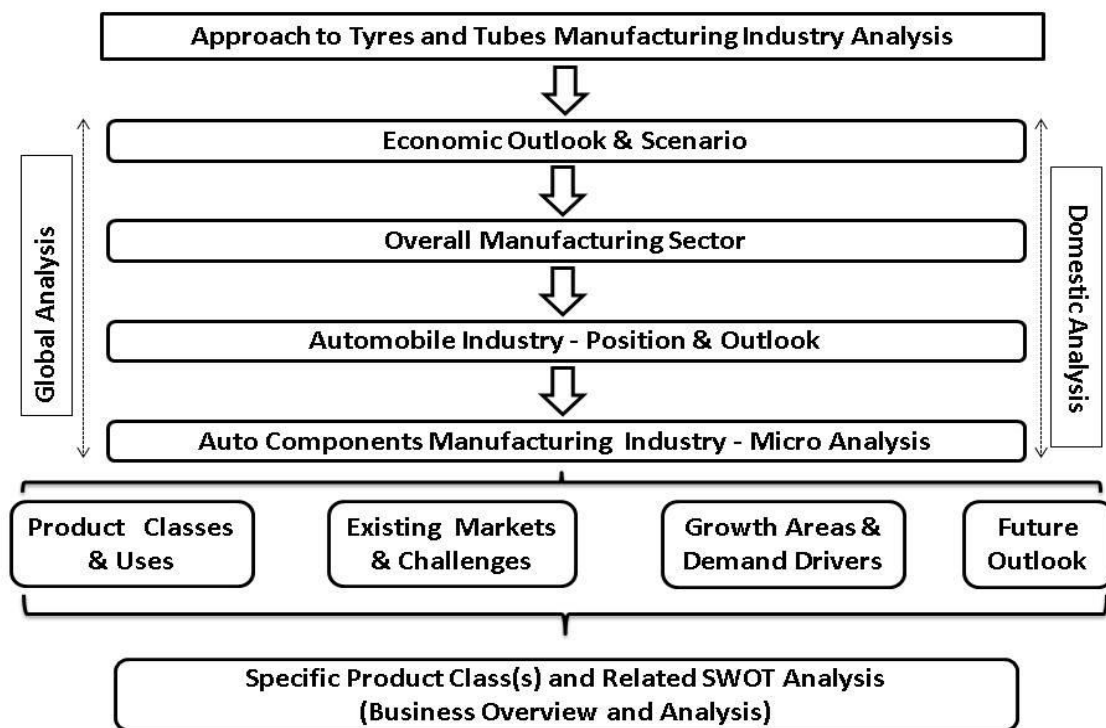 Approach to Tyres and Tubes Manufacturing Industry Analysis
Economic Outlook & Scenario
Overall Manufacturing Sector
Automobile Industry - Position & Outlook
Auto Components Manufacturing Industry - Micro Analysis
Global Analysis
Domestic Analysis
Product Classes
& Uses
Existing Markets
& Challenges
Growth Areas &
Demand Drivers
Future
Outlook
Specific Product Class(s) and Related SWOT Analysis
(Business Overview and Analysis)